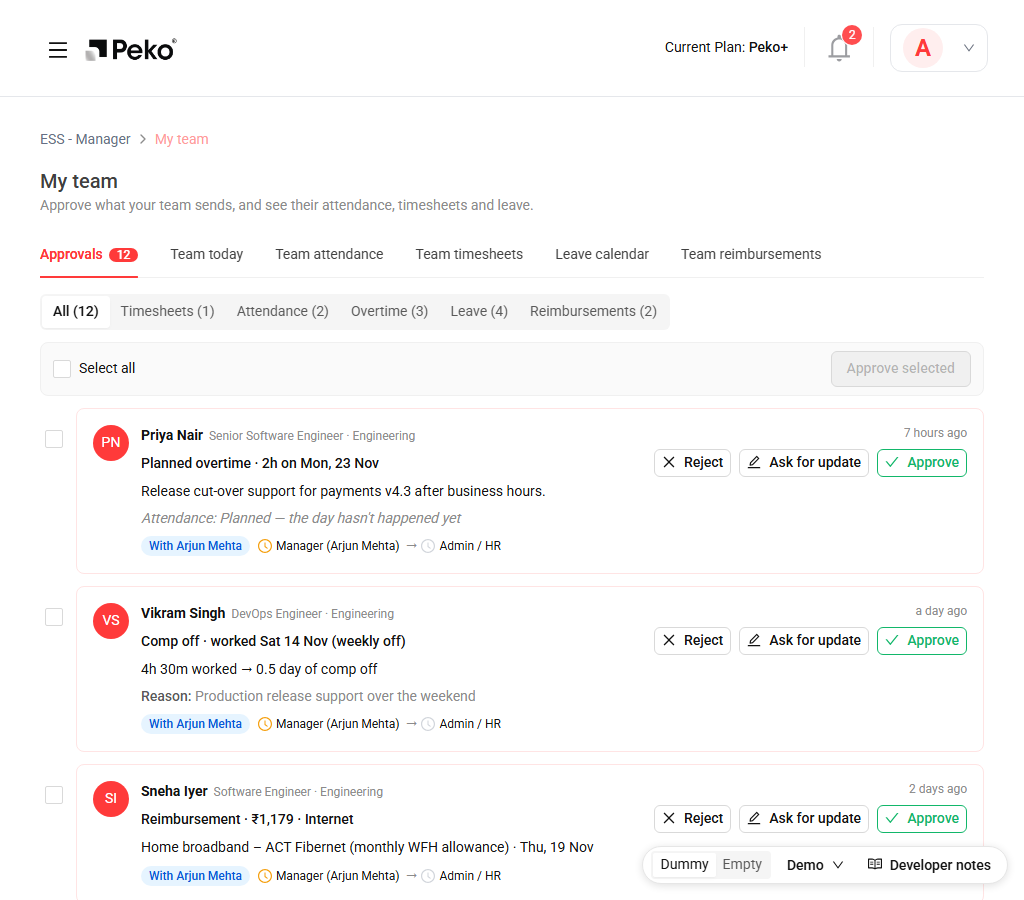 Peko
Current Plan: Peko+
2
A
ESS - Manager > My team
My team
Approve what your team sends, and see their attendance, timesheets and leave.
Approvals 12 Team today Team attendance Team timesheets Leave calendar Team reimbursements
All (12) Timesheets (1) Attendance (2) Overtime (3) Leave (4) Reimbursements (2)
Select all Approve selected
PN Priya Nair Senior Software Engineer · Engineering 7 hours ago
Planned overtime · 2h on Mon, 23 Nov Reject Ask for update Approve
Release cut-over support for payments v4.3 after business hours.
Attendance: Planned — the day hasn't happened yet
With Arjun Mehta Manager (Arjun Mehta) → Admin / HR
VS Vikram Singh DevOps Engineer · Engineering a day ago
Comp off · worked Sat 14 Nov (weekly off) Reject Ask for update Approve
4h 30m worked → 0.5 day of comp off
Reason: Production release support over the weekend
With Arjun Mehta Manager (Arjun Mehta) → Admin / HR
SI Sneha Iyer Software Engineer · Engineering 2 days ago
Reimbursement · ₹1,179 · Internet Reject Ask for update Approve
Home broadband – ACT Fibernet (monthly WFH allowance) · Thu, 19 Nov
With Arjun Mehta Manager (Arjun Mehta) → Admin / HR
Dummy Empty Demo Developer notes